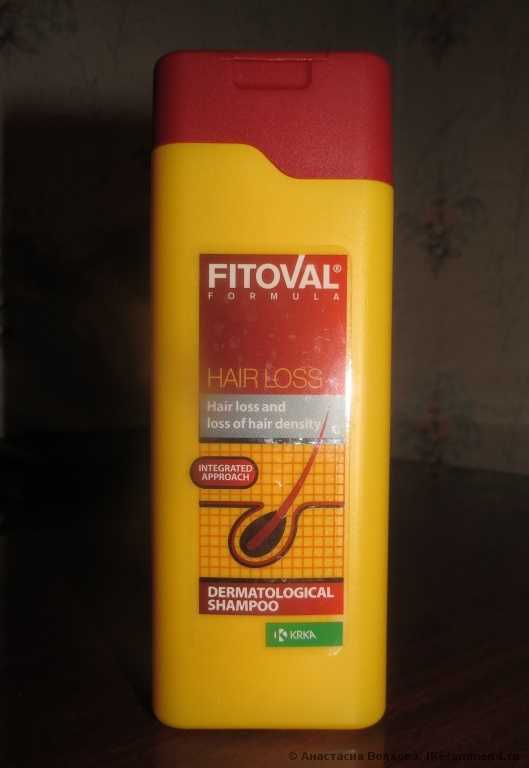 FITOVAL®
FORMULA
HAIR LOSS
Hair loss and
loss of hair density
INTEGRATED
APPROACH
DERMATOLOGICAL
SHAMPOO
KRKA
© Анастасия Волкова, IRecommend.ru